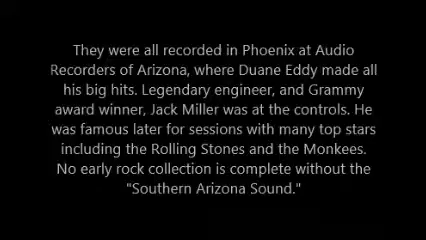 They were all recorded in Phoenix at Audio
Recorders of Arizona, where Duane Eddy made all
his big hits. Legendary engineer, and Grammy
award winner, Jack Miller was at the controls. He
was famous later for sessions with many top stars
including the Rolling Stones and the Monkees.
No early rock collection is complete without the
"Southern Arizona Sound."